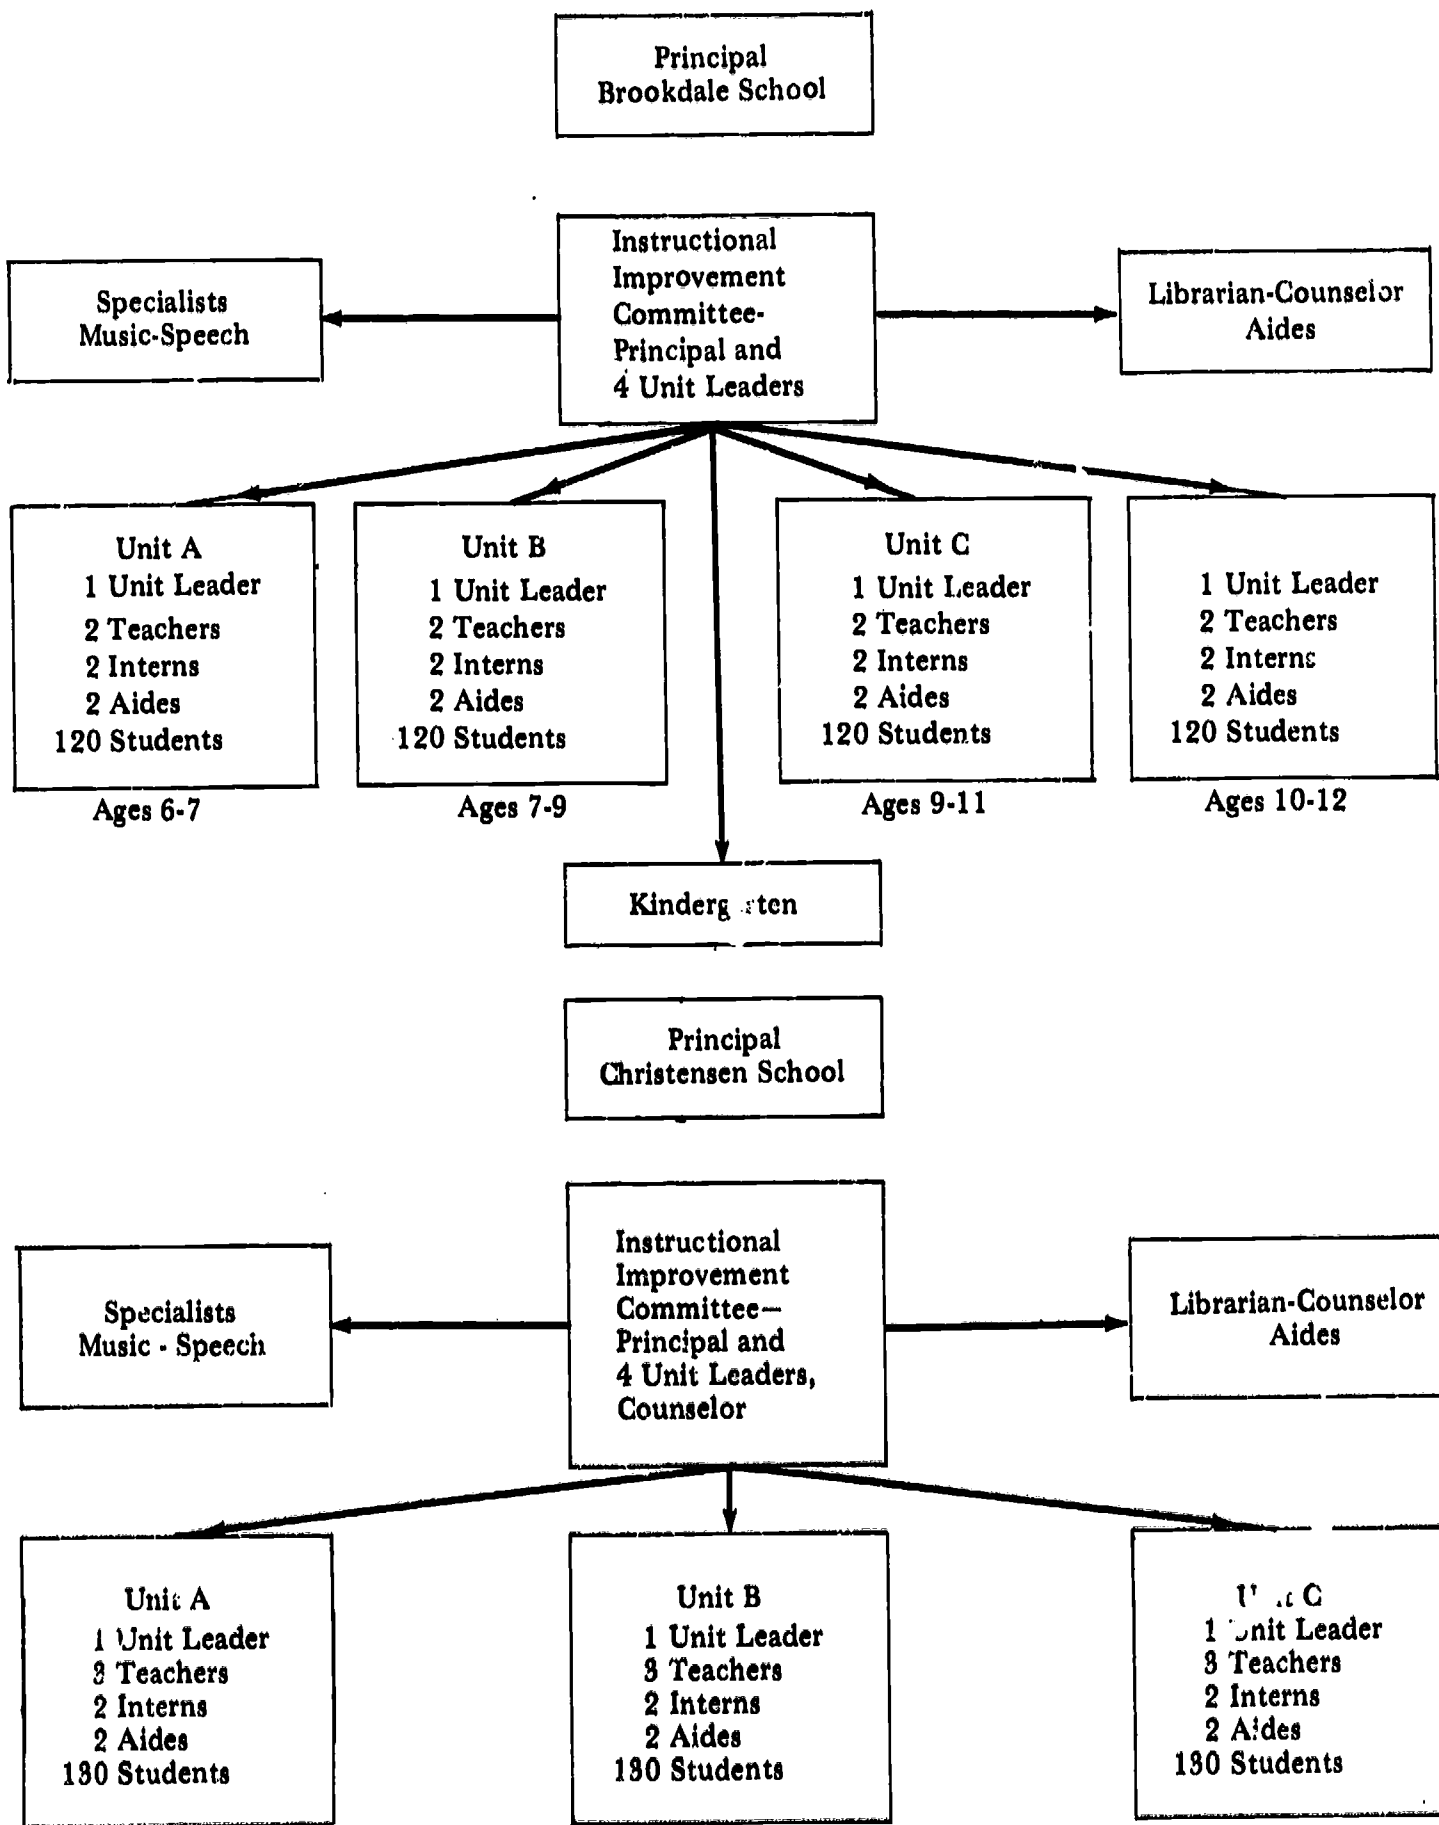 Principal
Brookdale School
Specialists
Music-Speech
Instructional
Improvement
Committee-
Principal and
4 Unit Leaders
Librarian-Counselor
Aides
Unit A
1 Unit Leader
2 Teachers
2 Interns
2 Aides
120 Students
Ages 6-7
Unit B
1 Unit Leader
2 Teachers
2 Interns
2 Aides
120 Students
Ages 7-9
Unit C
1 Unit Leader
2 Teachers
2 Interns
2 Aides
120 Students
Ages 9-11
1 Unit Leader
2 Teachers
2 Interns
2 Aides
120 Students
Ages 10-12
Kindergarten
Principal
Christensen School
Specialists
Music - Speech
Instructional
Improvement
Committee—
Principal and
4 Unit Leaders,
Counselor
Librarian-Counselor
Aides
Unit A
1 Unit Leader
3 Teachers
2 Interns
2 Aides
130 Students
Unit B
1 Unit Leader
3 Teachers
2 Interns
2 Aides
130 Students
Unit C
1 Unit Leader
3 Teachers
2 Interns
2 Aides
130 Students